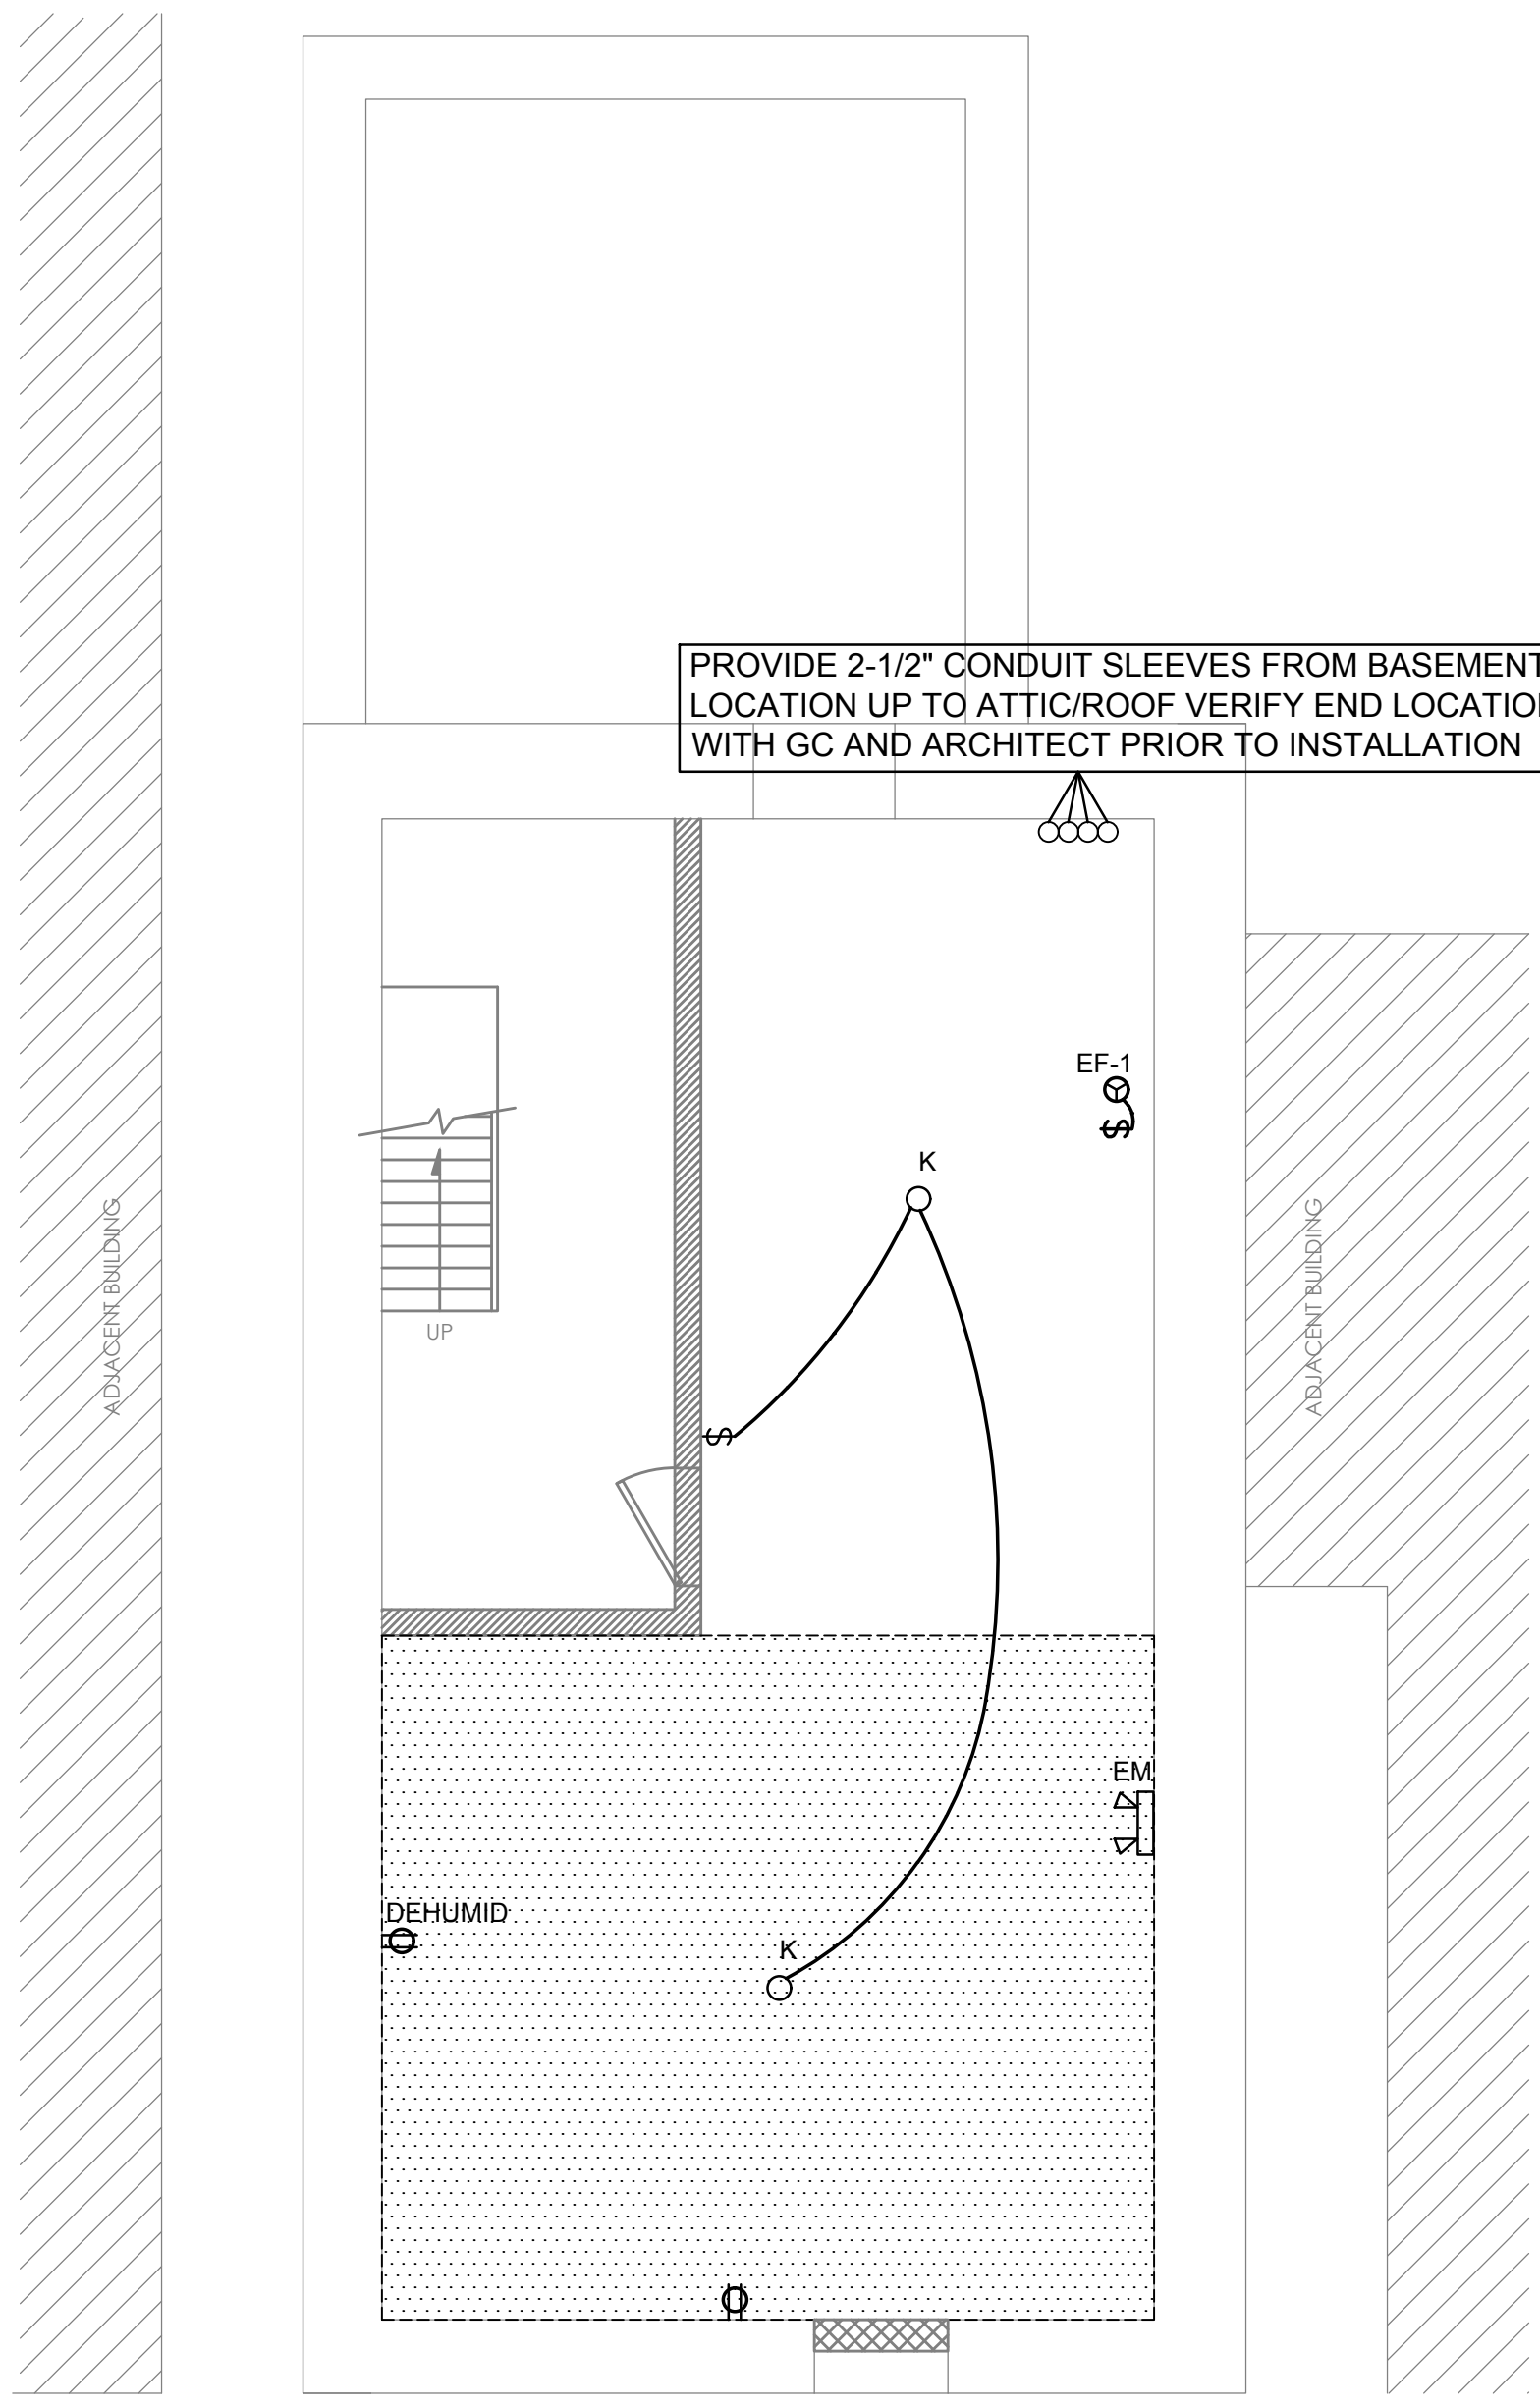 PROVIDE 2-1/2" CONDUIT SLEEVES FROM BASEMENT
LOCATION UP TO ATTIC/ROOF VERIFY END
WITH GC AND ARCHITECT PRIOR TO INSTALLATION
EF-1
$
K
ADJACENT BUILDING
ADJACENT BUILDING
UP
$
EM
DEHUMID
K